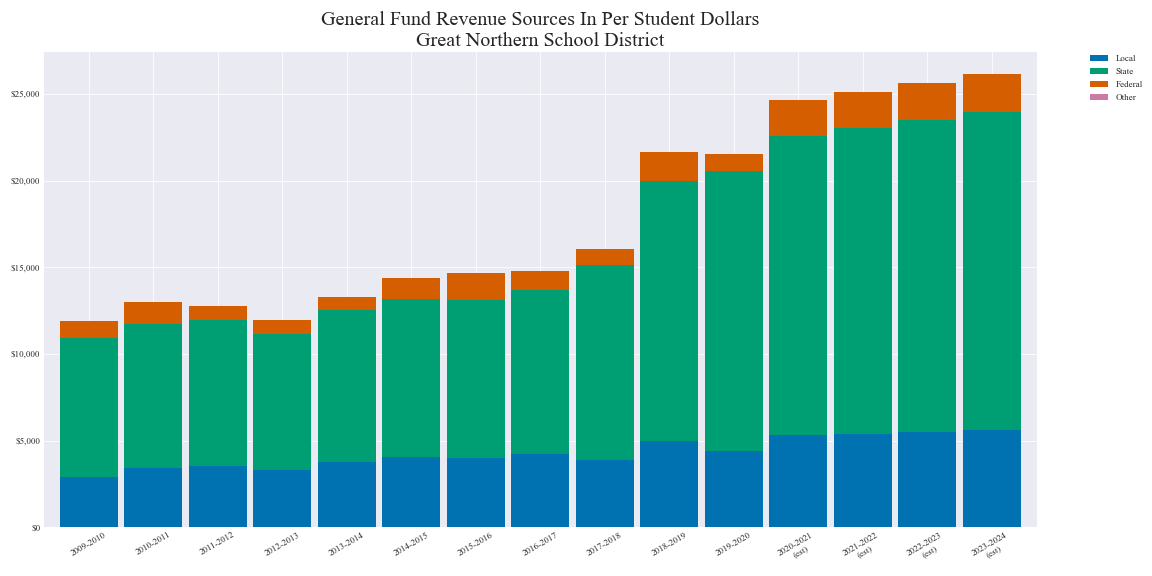 General Fund Revenue Sources In Per Student Dollars
Great Northern School District
Local
State
Federal
Other
$25,000
$20,000
$15,000
$10,000
$5,000
$0
2009-2010
2010-2011
2011-2012
2012-2013
2013-2014
2014-2015
2015-2016
2016-2017
2017-2018
2018-2019
2019-2020
2020-2021
(est)
2021-2022
(est)
2022-2023
(est)
2023-2024
(est)